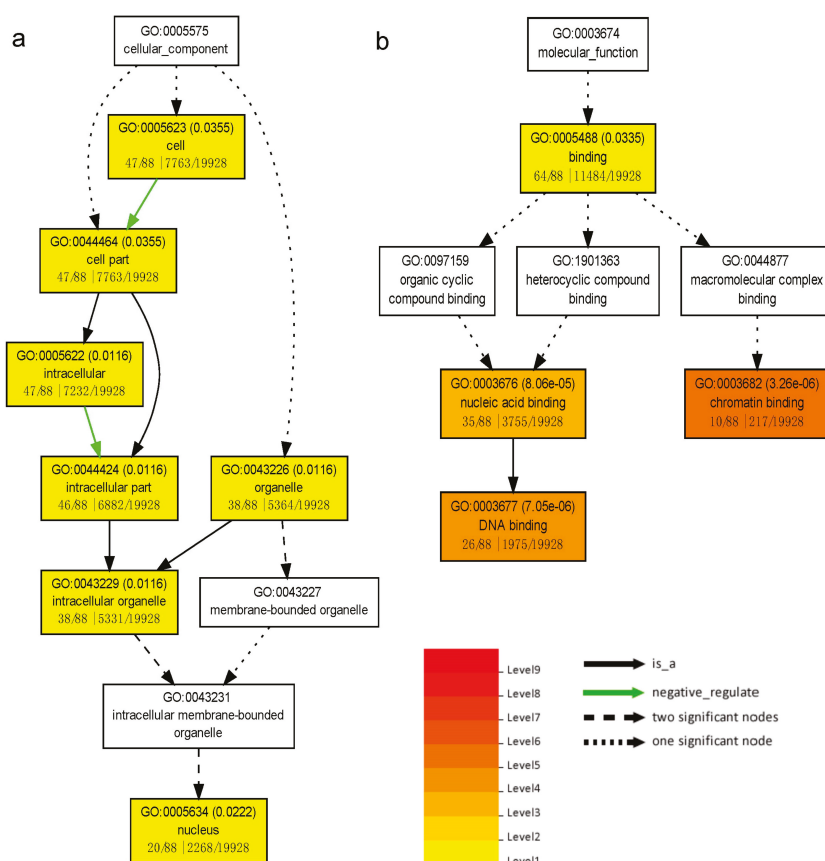 a
GO:0005575
cellular_component
GO:0005623 (0.0355)
cell
47/88 | 7763/19928
GO:0044464 (0.0355)
cell part
47/88 | 7763/19928
GO:0005622 (0.0116)
intracellular
47/88 | 7232/19928
GO:0044424 (0.0116)
intracellular part
46/88 | 6882/19928
GO:0043226 (0.0116)
organelle
38/88 | 5364/19928
GO:0043229 (0.0116)
intracellular organelle
38/88 | 5331/19928
GO:0043227
membrane-bounded organelle
GO:0043231
intracellular membrane-bounded
organelle
GO:0005634 (0.0222)
nucleus
20/88 | 2268/19928
b
GO:0003674
molecular_function
GO:0005488 (0.0335)
binding
64/88 | 11484/19928
GO:0097159
organic cyclic
compound binding
GO:1901363
heterocyclic compound
binding
GO:0044877
macromolecular complex
binding
GO:0003676 (8.06e-05)
nucleic acid binding
35/88 | 3755/19928
GO:0003682 (3.26e-06)
chromatin binding
10/88 | 217/19928
GO:0003677 (7.05e-06)
DNA binding
26/88 | 1975/19928
Level9
Level8
Level7
Level6
Level5
Level4
Level3
Level2
Level1
is_a
negative_regulate
two significant nodes
one significant node